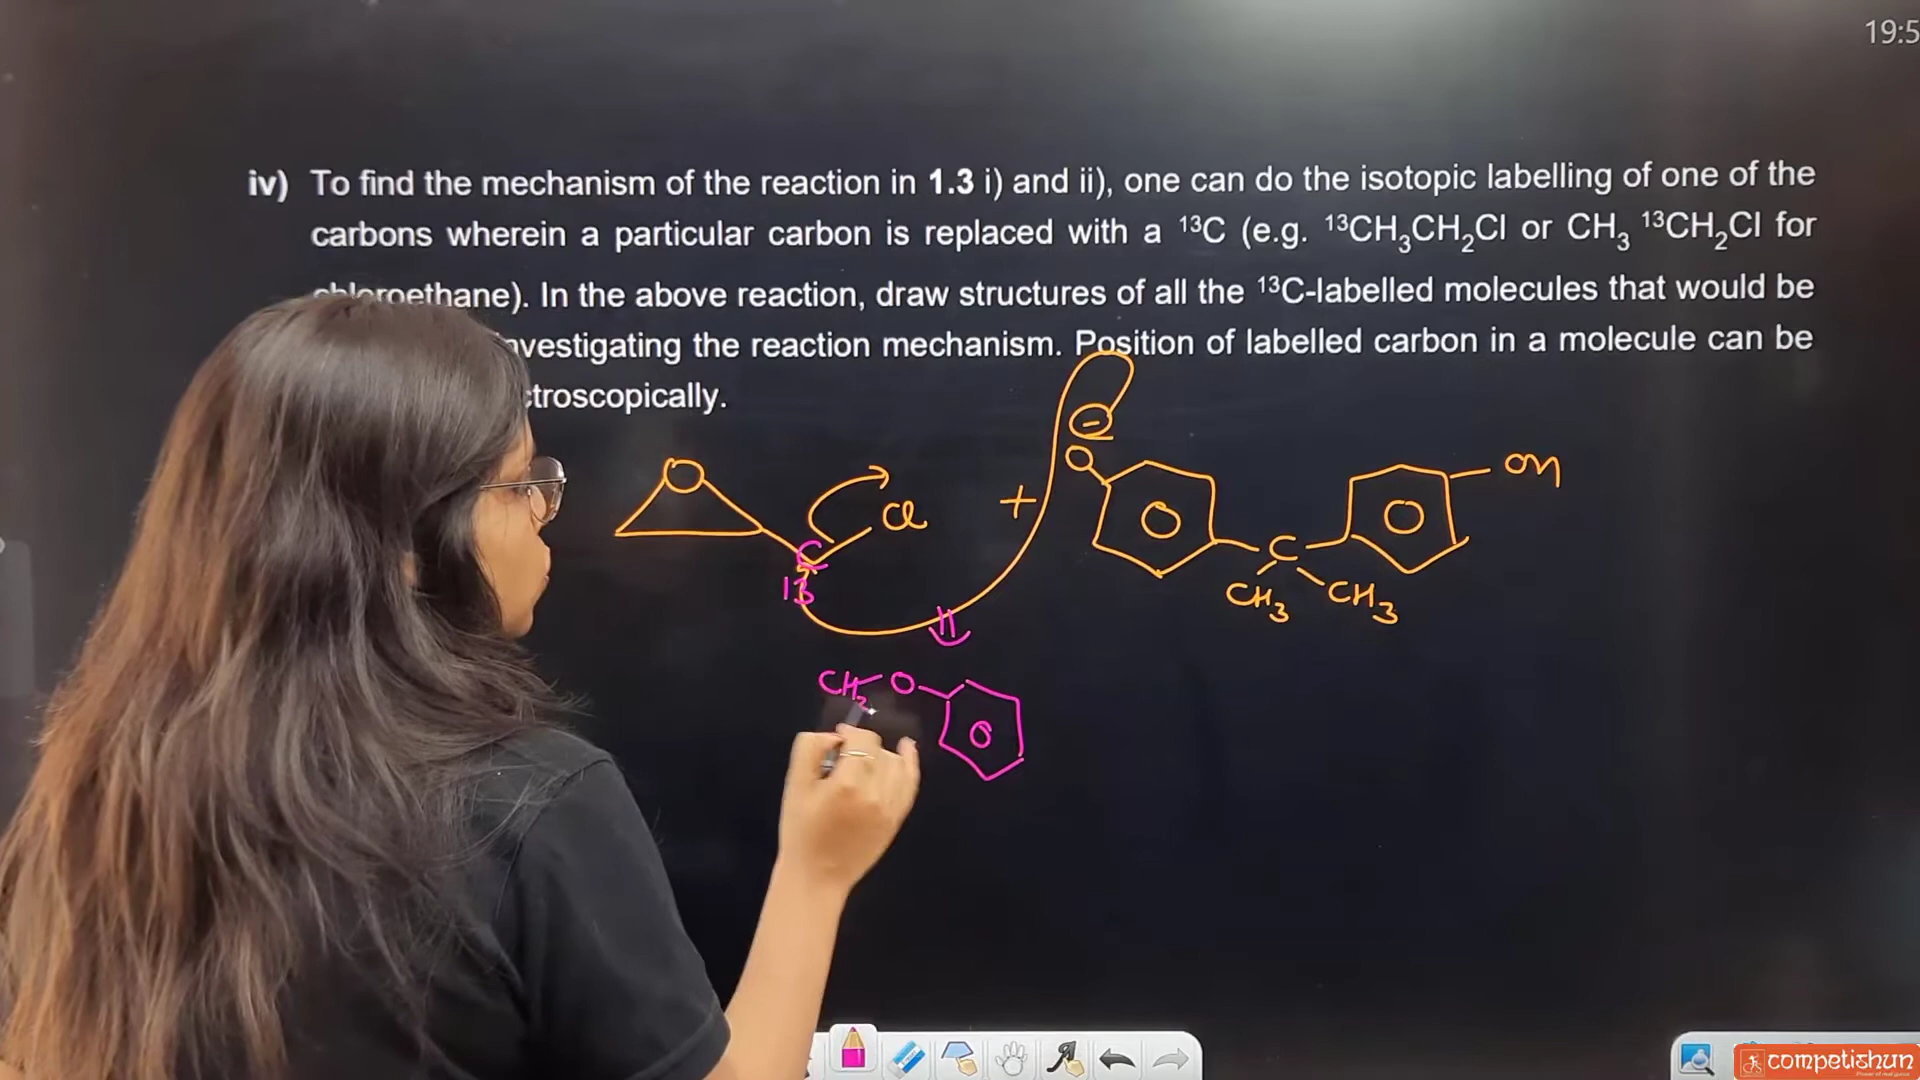 19:5
iv) To find the mechanism of the reaction in 1.3 i) and ii), one can do the isotopic labelling of one of the
carbons wherein a particular carbon is replaced with a ¹³C (e.g. ¹³CH₃CH₂Cl or CH₃ ¹³CH₂Cl for
chloroethane). In the above reaction, draw structures of all the ¹³C-labelled molecules that would be
nvestigating the reaction mechanism. Position of labelled carbon in a molecule can be
ctroscopically.
O Cl + O ⊖ OH
C
13
C
CH₃ CH₃
CH₂ O
competishun